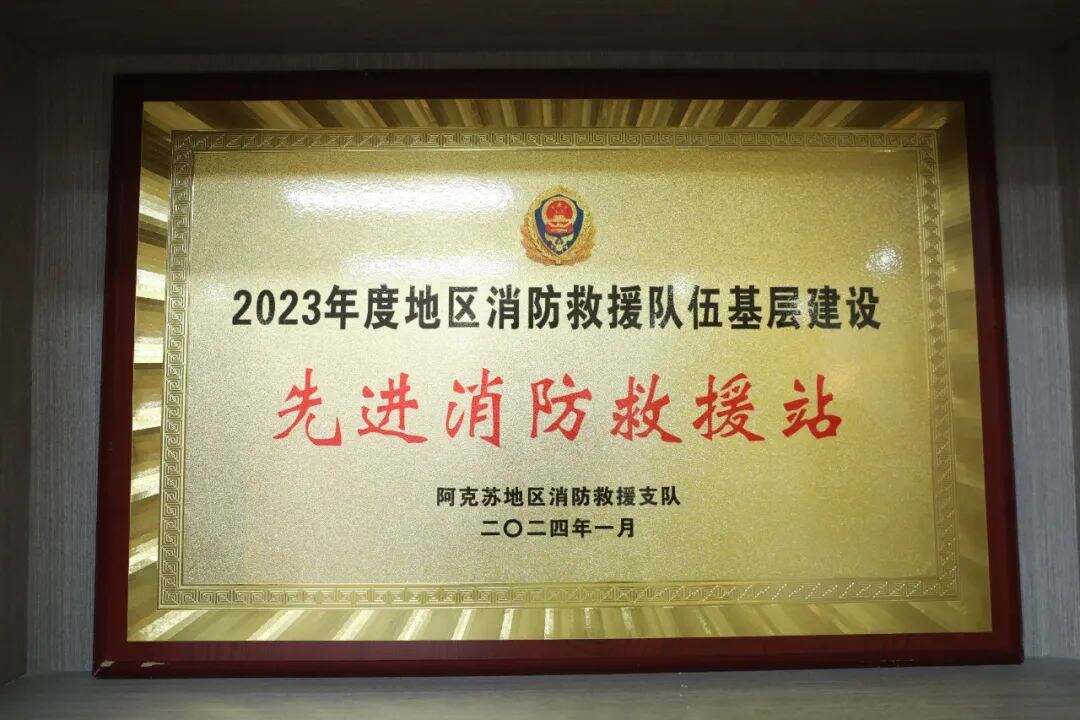 2023年度地区消防救援队伍基层建设
先进消防救援站
阿克苏地区消防救援支队
二〇二四年一月